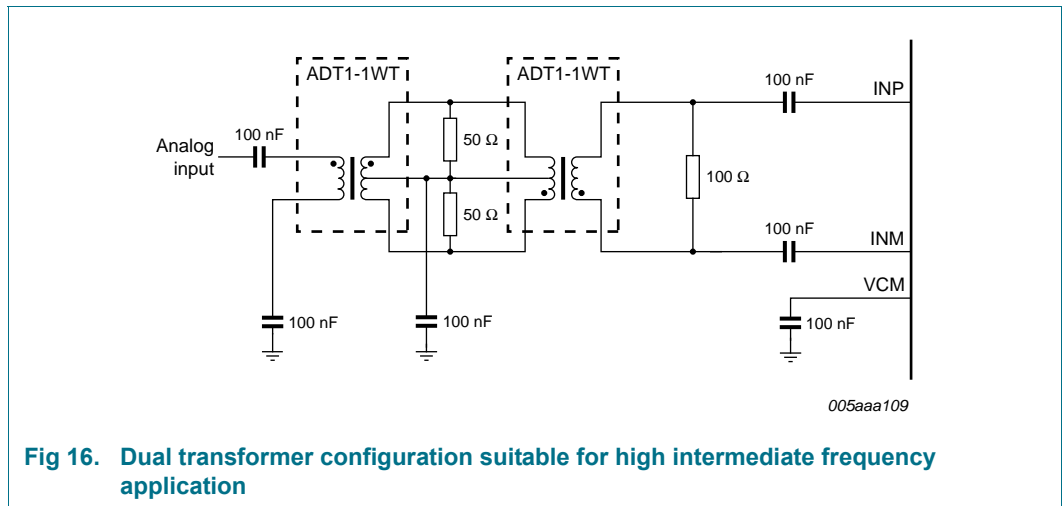 ADT1-1WT
ADT1-1WT
100 nF
INP
100 nF
Analog
input
50 Ω
50 Ω
100 Ω
100 nF
INM
VCM
100 nF
100 nF
100 nF
005aaa109
Fig 16. Dual transformer configuration suitable for high intermediate frequency
application